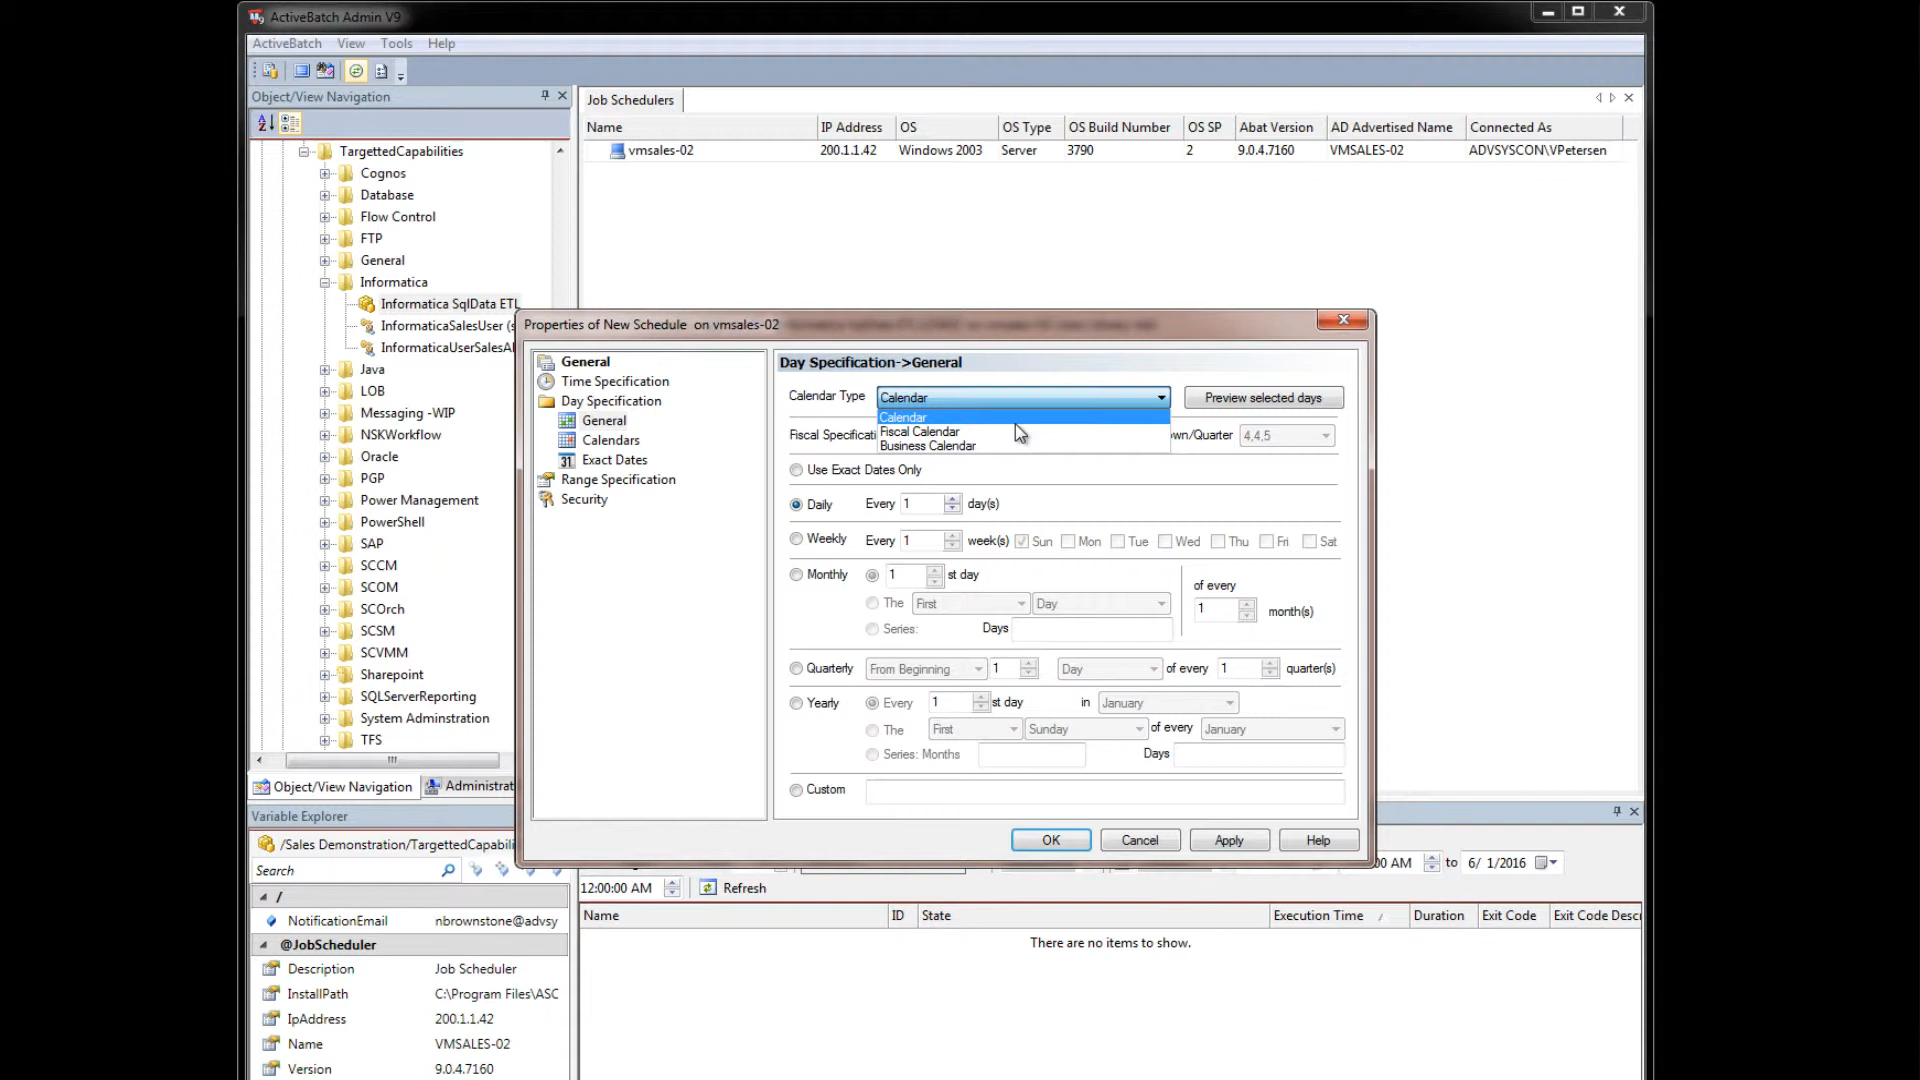 ActiveBatch Admin V9
ActiveBatch View Tools Help
Object/View Navigation
TargettedCapabilities
Cognos
Database
Flow Control
FTP
General
Informatica
Informatica SqlData ETL
InformaticaSalesUser (s
InformaticaUserSalesAl
Java
LOB
Messaging -WIP
NSKWorkflow
Oracle
PGP
Power Management
PowerShell
SAP
SCCM
SCOM
SCOrch
SCSM
SCVMM
Sharepoint
SQLServerReporting
System Adminstration
TFS
Object/View Navigation Administrat
Variable Explorer
/Sales Demonstration/TargettedCapabili
Search
/
NotificationEmail nbrownstone@advsy
@JobScheduler
Description Job Scheduler
InstallPath C:\Program Files\ASC
IpAddress 200.1.1.42
Name VMSALES-02
Version 9.0.4.7160
Job Schedulers
Name IP Address OS OS Type OS Build Number OS SP Abat Version AD Advertised Name Connected As
vmsales-02 200.1.1.42 Windows 2003 Server 3790 2 9.0.4.7160 VMSALES-02 ADVSYSCON\VPetersen
Properties of New Schedule on vmsales-02
General
Time Specification
Day Specification
General
Calendars
31 Exact Dates
Range Specification
Security
Day Specification->General
Calendar Type Calendar Preview selected days
Calendar
Fiscal Calendar
Business Calendar
Fiscal Specificati wn/Quarter 4,4,5
Use Exact Dates Only
Daily Every 1 day(s)
Weekly Every 1 week(s) Sun Mon Tue Wed Thu Fri Sat
Monthly 1 st day
The First Day
Series: Days
of every
1 month(s)
Quarterly From Beginning 1 Day of every 1 quarter(s)
Yearly Every 1 st day in January
The First Sunday of every January
Series: Months Days
Custom
OK Cancel Apply Help
00 AM to 6/ 1/2016
12:00:00 AM Refresh
Name ID State Execution Time Duration Exit Code Exit Code Descr
There are no items to show.